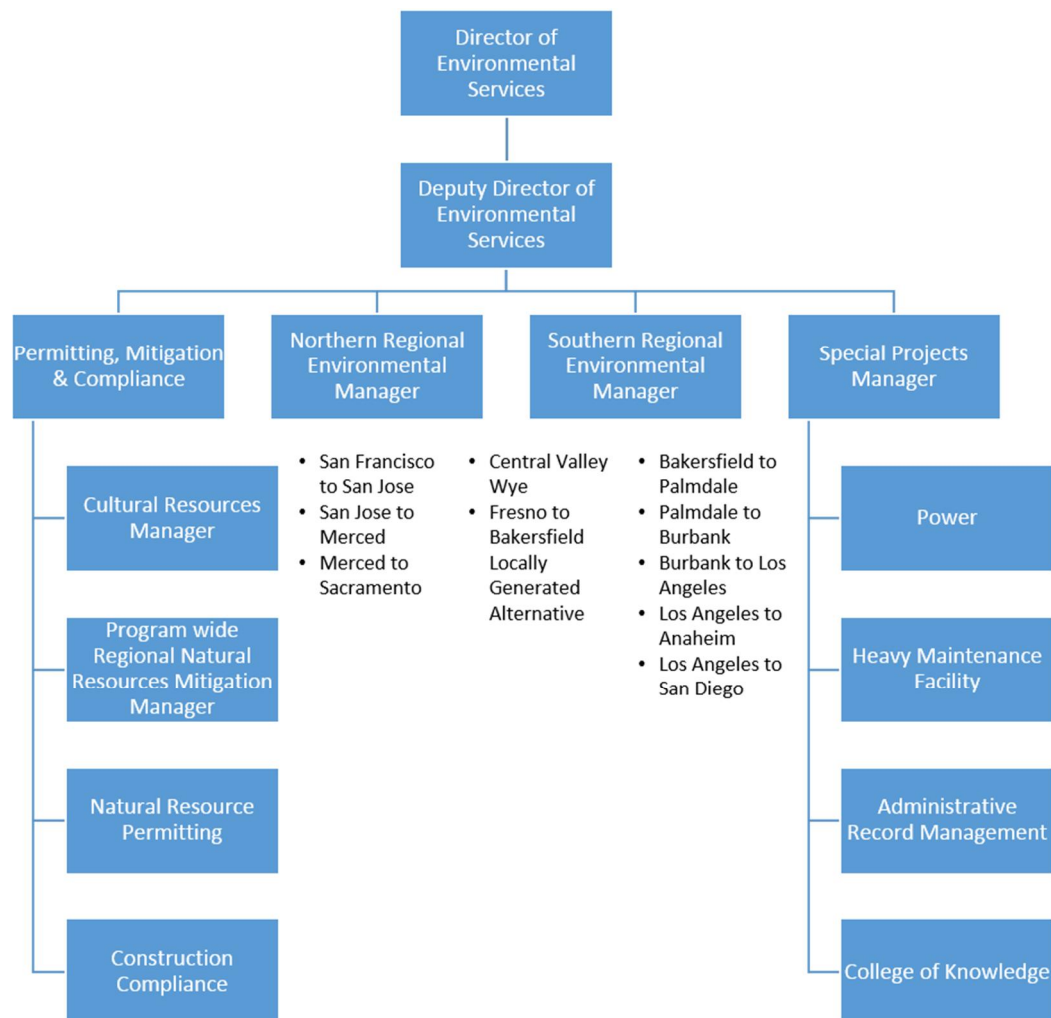 Director of
Environmental
Services
Deputy Director of
Environmental
Services
Permitting, Mitigation
& Compliance
Northern Regional
Environmental
Manager
Southern Regional
Environmental
Manager
Special Projects
Manager
Cultural Resources
Manager
Program wide
Regional Natural
Resources Mitigation
Manager
Natural Resource
Permitting
Construction
Compliance
• San Francisco
to San Jose
• San Jose to
Merced
• Merced to
Sacramento
• Central Valley
Wye
• Fresno to
Bakersfield
Locally
Generated
Alternative
• Bakersfield to
Palmdale
• Palmdale to
Burbank
• Burbank to Los
Angeles
• Los Angeles to
Anaheim
• Los Angeles to
San Diego
Power
Heavy Maintenance
Facility
Administrative
Record Management
College of Knowledge